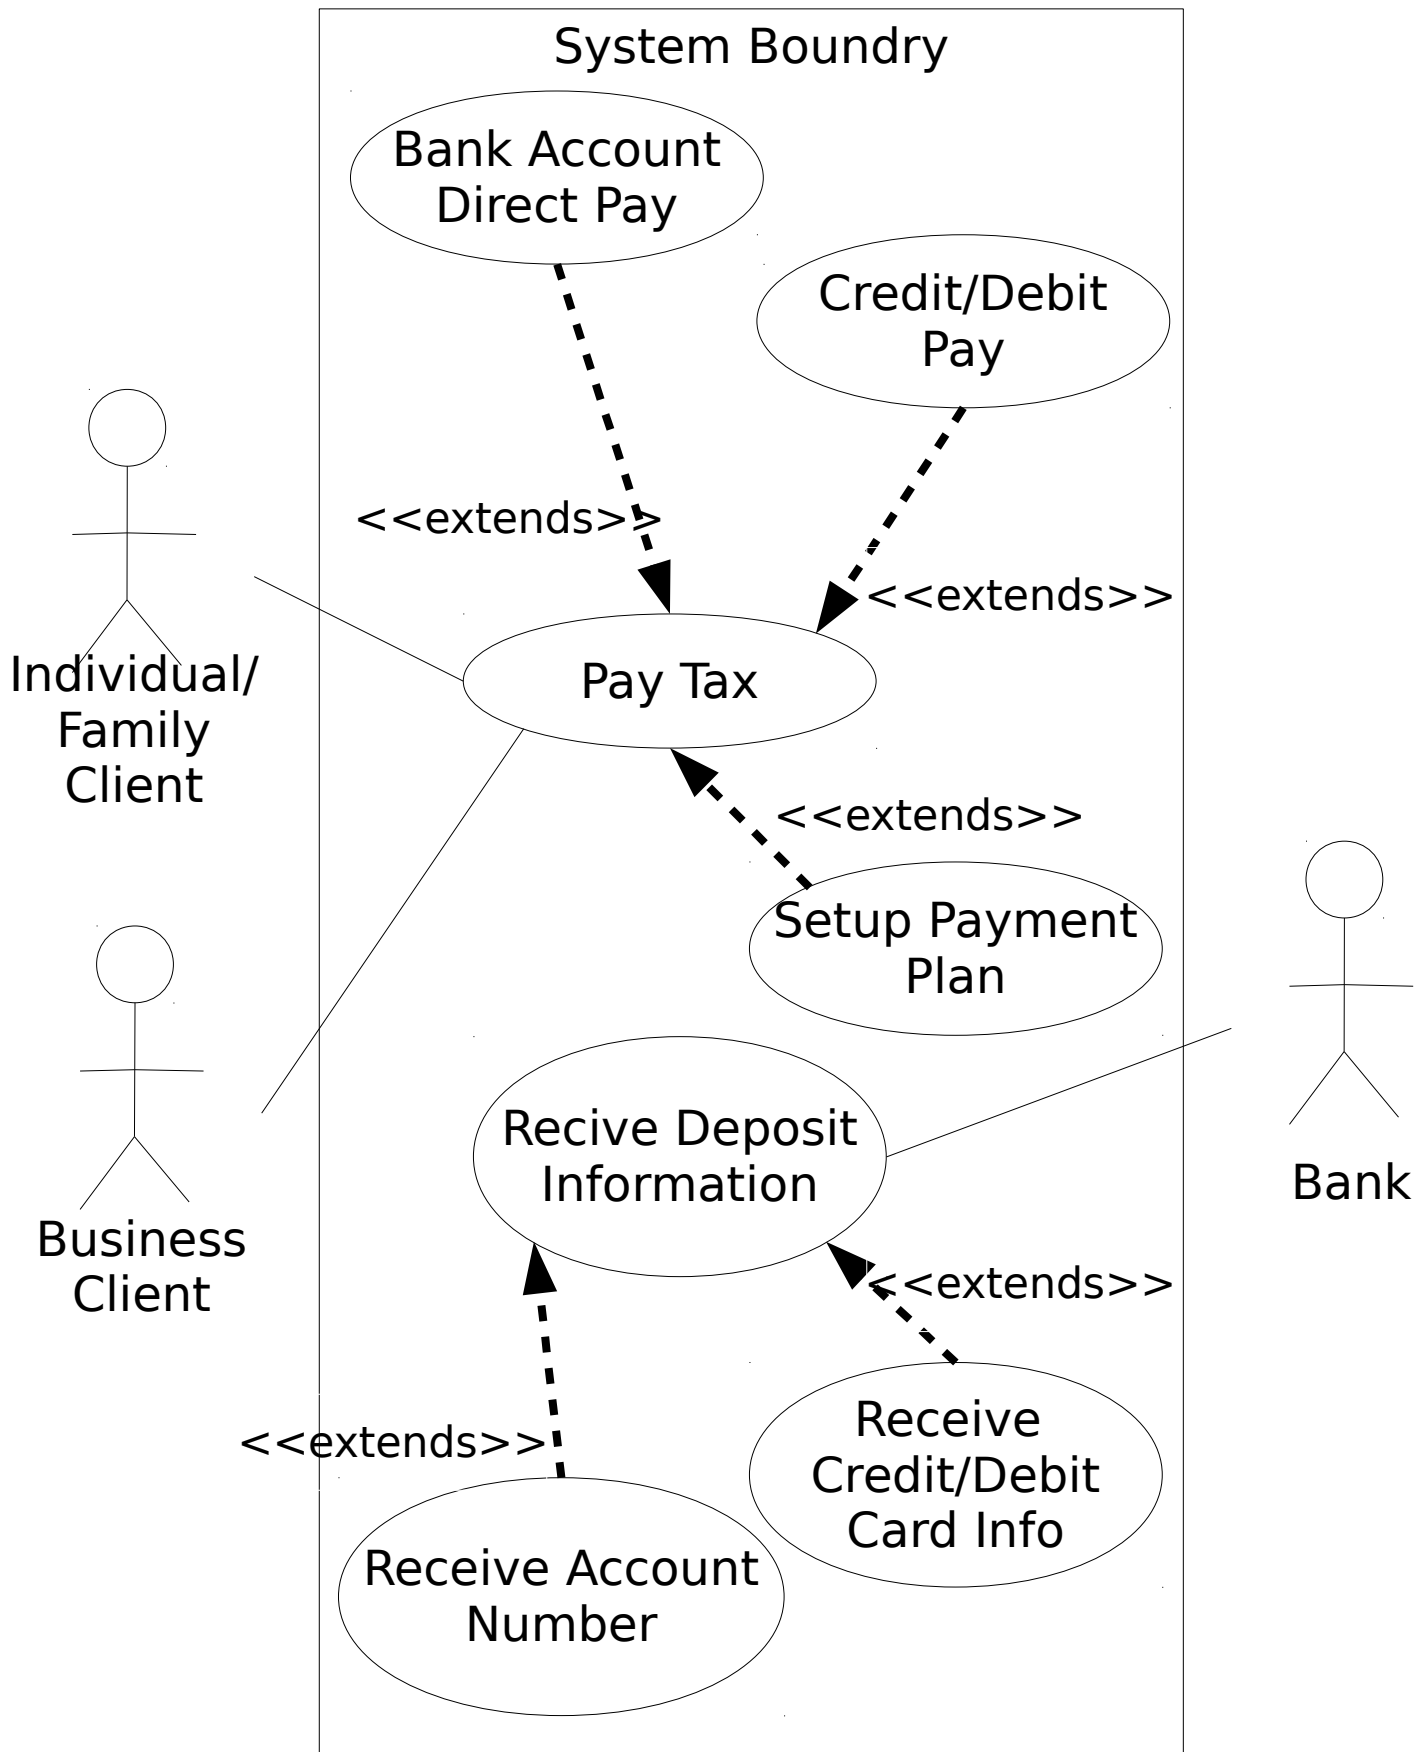 System Boundry
Bank Account
Direct Pay
Credit/Debit
Pay
<<extends>>
<<extends>>
Pay Tax
Individual/
Family
Client
<<extends>>
Setup Payment
Plan
Recive Deposit
Information
Bank
Business
Client
<<extends>>
Receive
Credit/Debit
Card Info
<<extends>>
Receive Account
Number